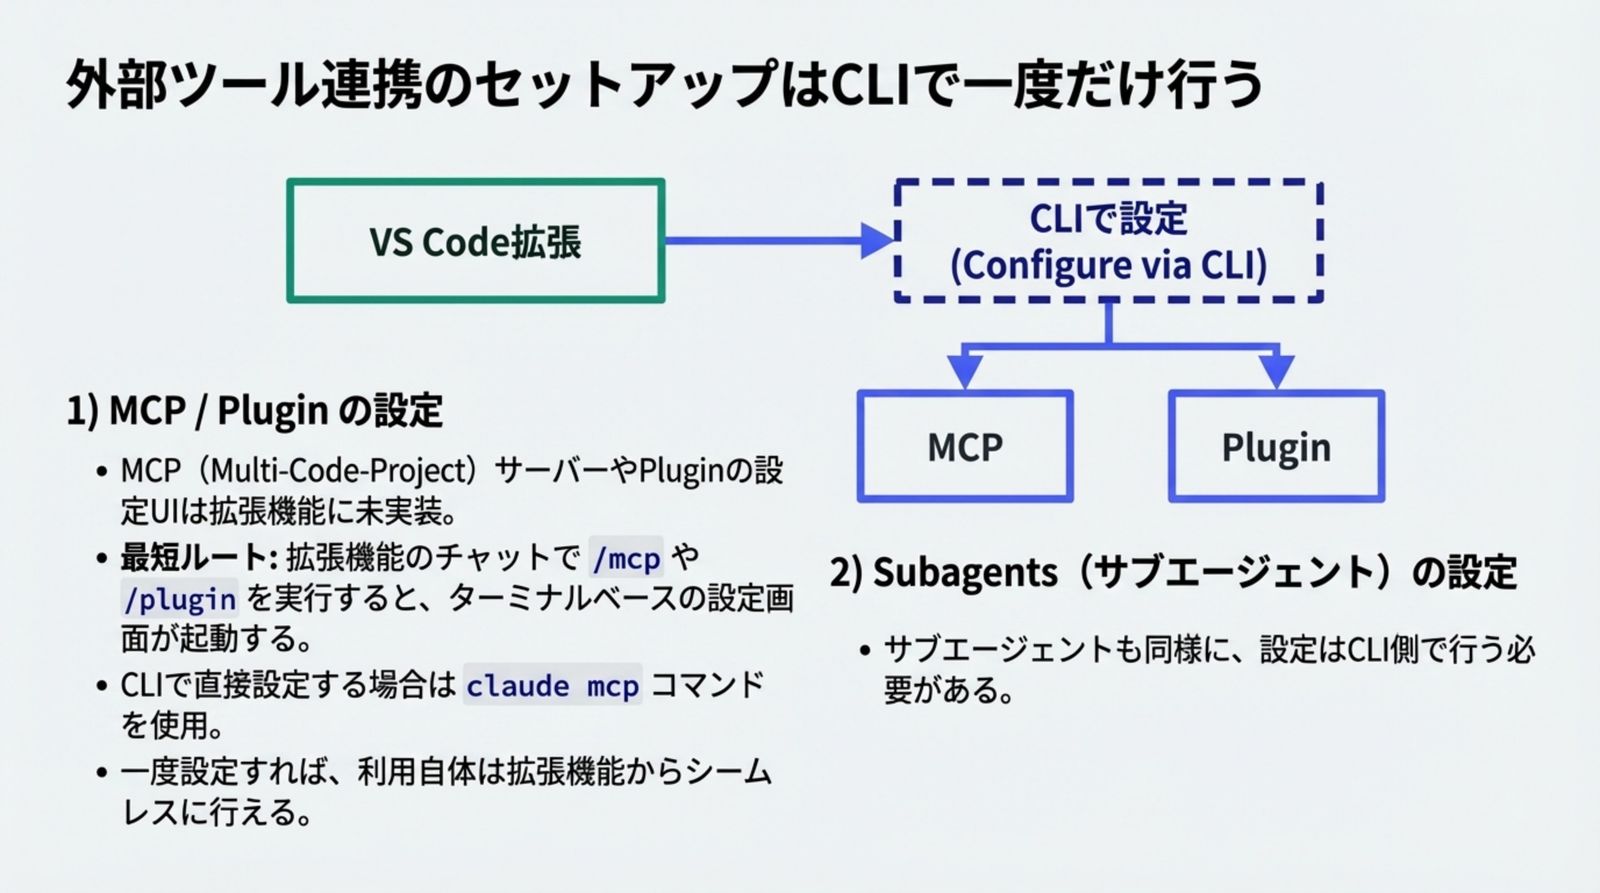 外部ツール連携のセットアップはCLIで一度だけ行う
VS Code拡張
CLIで設定
(Configure via CLI)
MCP
Plugin
1) MCP / Plugin の設定
• MCP（Multi-Code-Project）サーバーやPluginの設
定UIは拡張機能に未実装。
• 最短ルート: 拡張機能のチャットで /mcp や
/plugin を実行すると、ターミナルベースの設定画
面が起動する。
• CLIで直接設定する場合は claude mcp コマンド
を使用。
• 一度設定すれば、利用自体は拡張機能からシーム
レスに行える。
2) Subagents（サブエージェント）の設定
• サブエージェントも同様に、設定はCLI側で行う必
要がある。